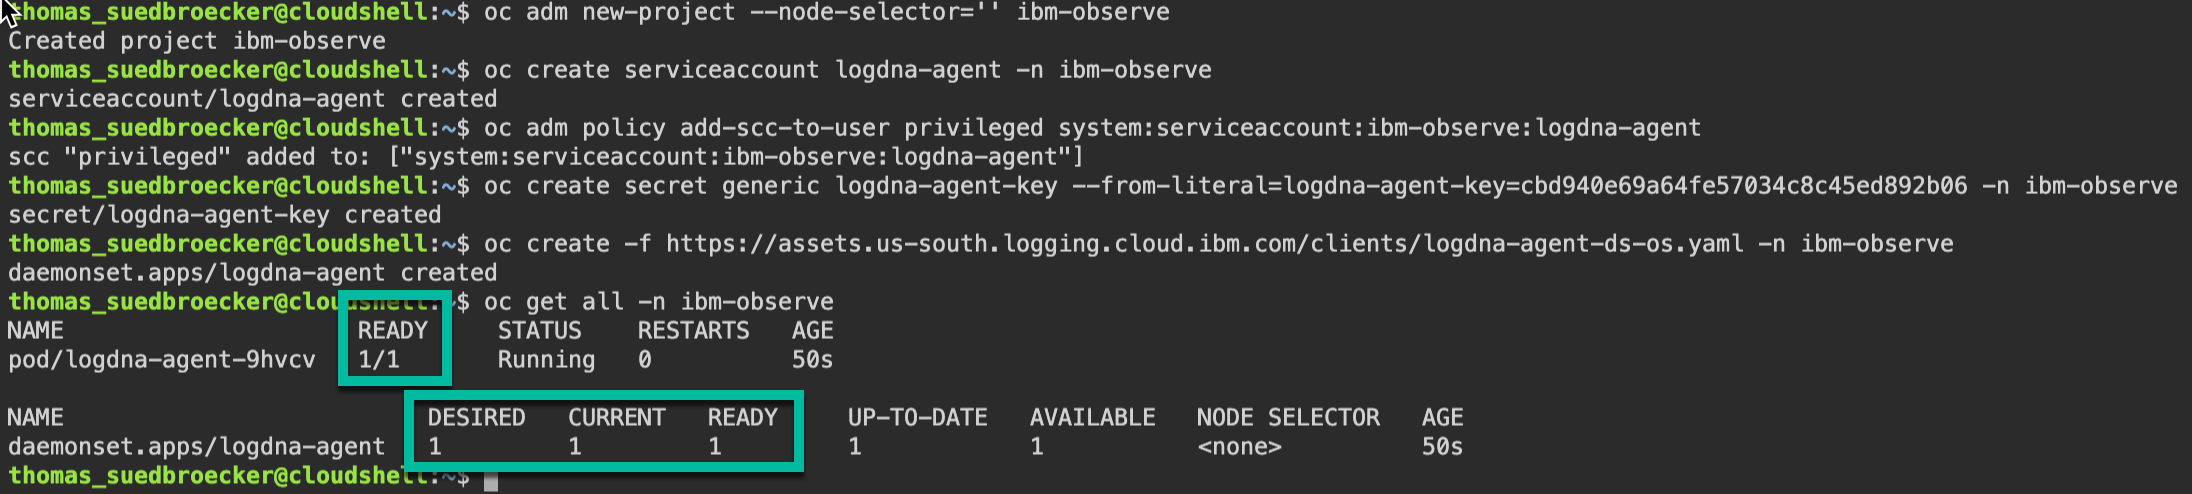 thomas_suedbroecker@cloudshell:~$ oc adm new-project --node-selector='' ibm-observe
Created project ibm-observe
thomas_suedbroecker@cloudshell:~$ oc create serviceaccount logdna-agent -n ibm-observe
serviceaccount/logdna-agent created
thomas_suedbroecker@cloudshell:~$ oc adm policy add-scc-to-user privileged system:serviceaccount:ibm-observe:logdna-agent
scc "privileged" added to: ["system:serviceaccount:ibm-observe:logdna-agent"]
thomas_suedbroecker@cloudshell:~$ oc create secret generic logdna-agent-key --from-literal=logdna-agent-key=cbd940e69a64fe57034c8c45ed892b06 -n ibm-observe
secret/logdna-agent-key created
thomas_suedbroecker@cloudshell:~$ oc create -f https://assets.us-south.logging.cloud.ibm.com/clients/logdna-agent-ds-os.yaml -n ibm-observe
daemonset.apps/logdna-agent created
thomas_suedbroecker@cloudshell:~$ oc get all -n ibm-observe
NAME READY STATUS RESTARTS AGE
pod/logdna-agent-9hvcv 1/1 Running 0 50s
NAME DESIRED CURRENT READY UP-TO-DATE AVAILABLE NODE SELECTOR AGE
daemonset.apps/logdna-agent 1 1 1 1 1 <none> 50s
thomas_suedbroecker@cloudshell:~$